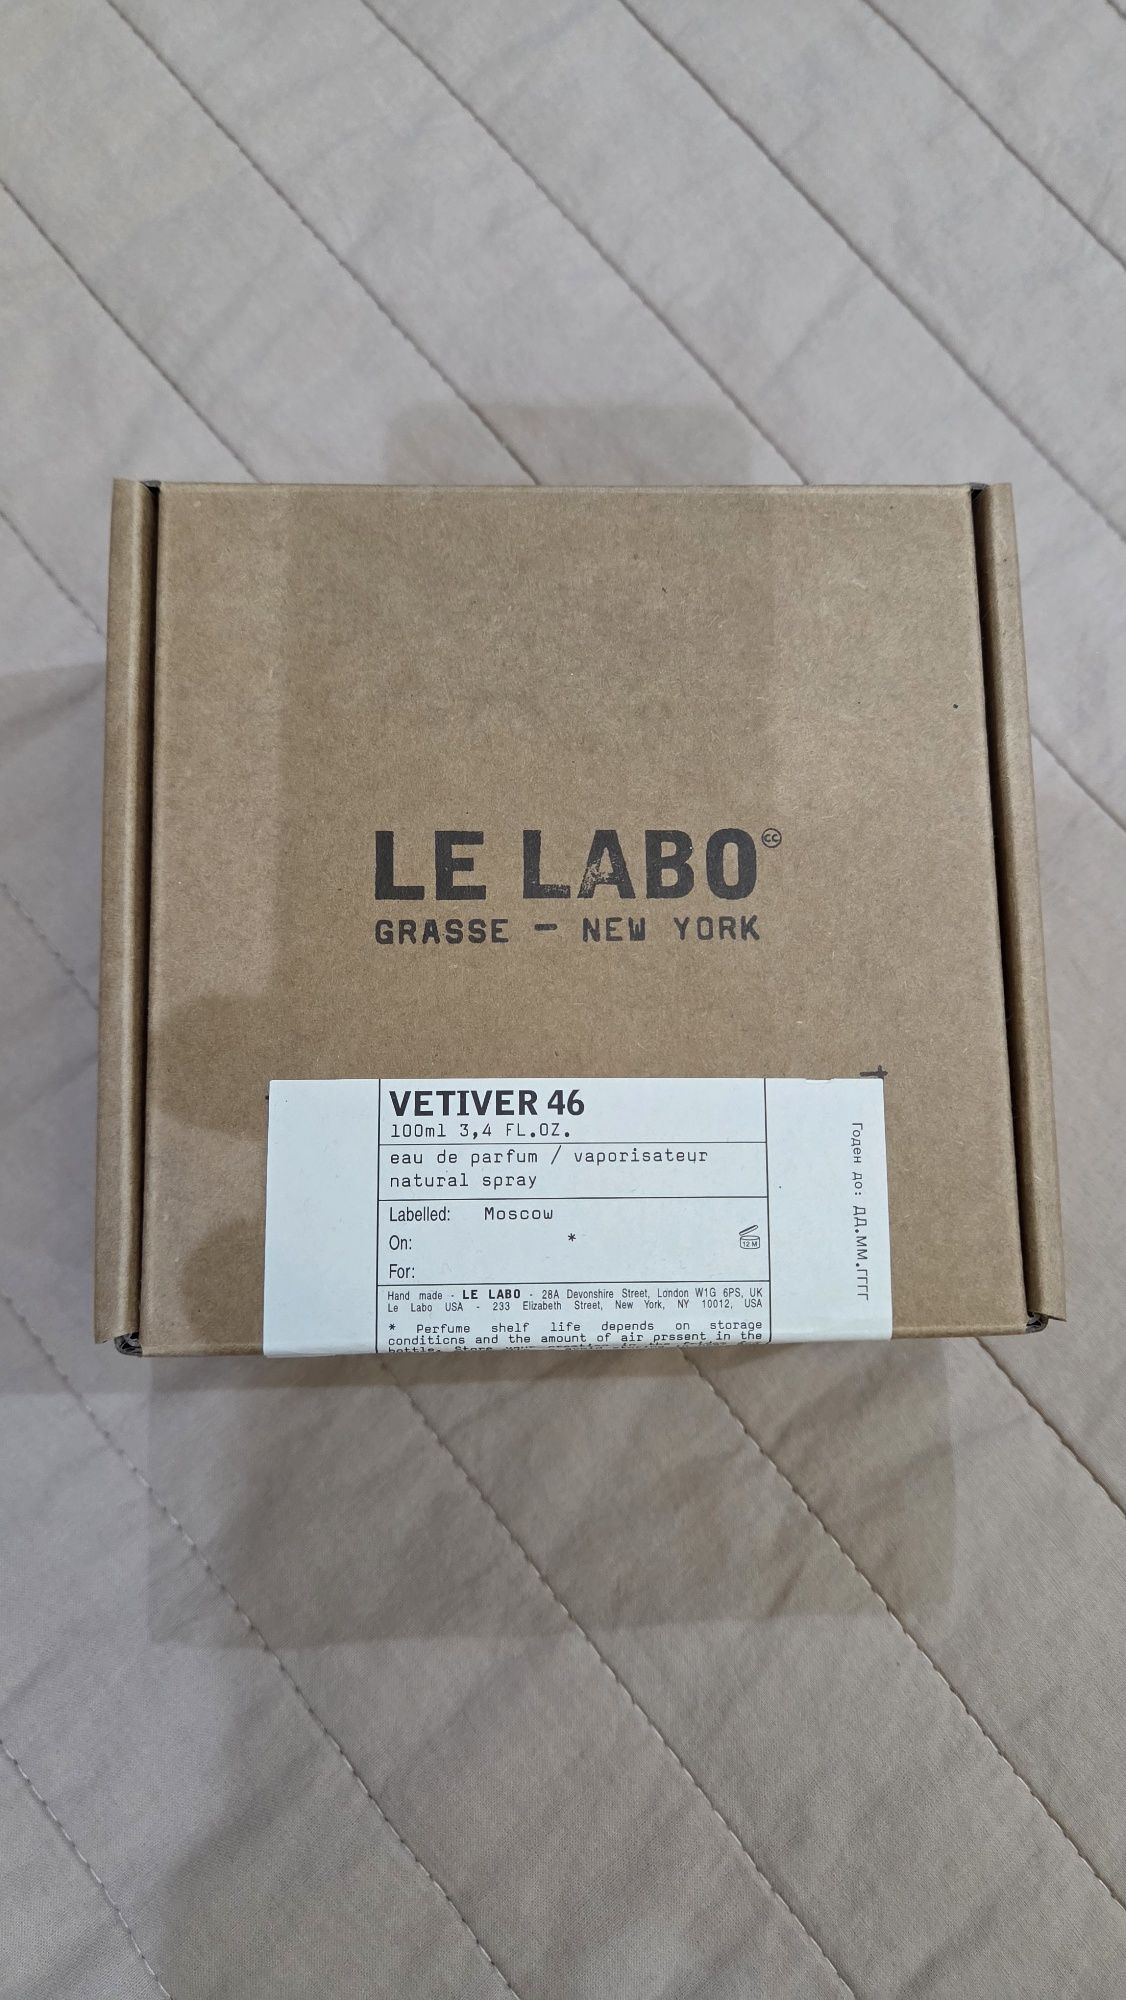 LE LABO
GRASSE - NEW YORK
VETIVER 46
100ml 3,4 FL.OZ.
eau de parfum / vaporisateur
natural spray
Labelled: Moscow
On: *
12 M
For:
Hand made - LE LABO - 28A Devonshire Street, London W1G 6PS, UK
Le Labo USA - 233 Elizabeth Street, New York, NY 10012, USA
* Perfume shelf life depends on storage
conditions and the amount of air prssent in the
Годен до: ДД.ММ.ГГГГ